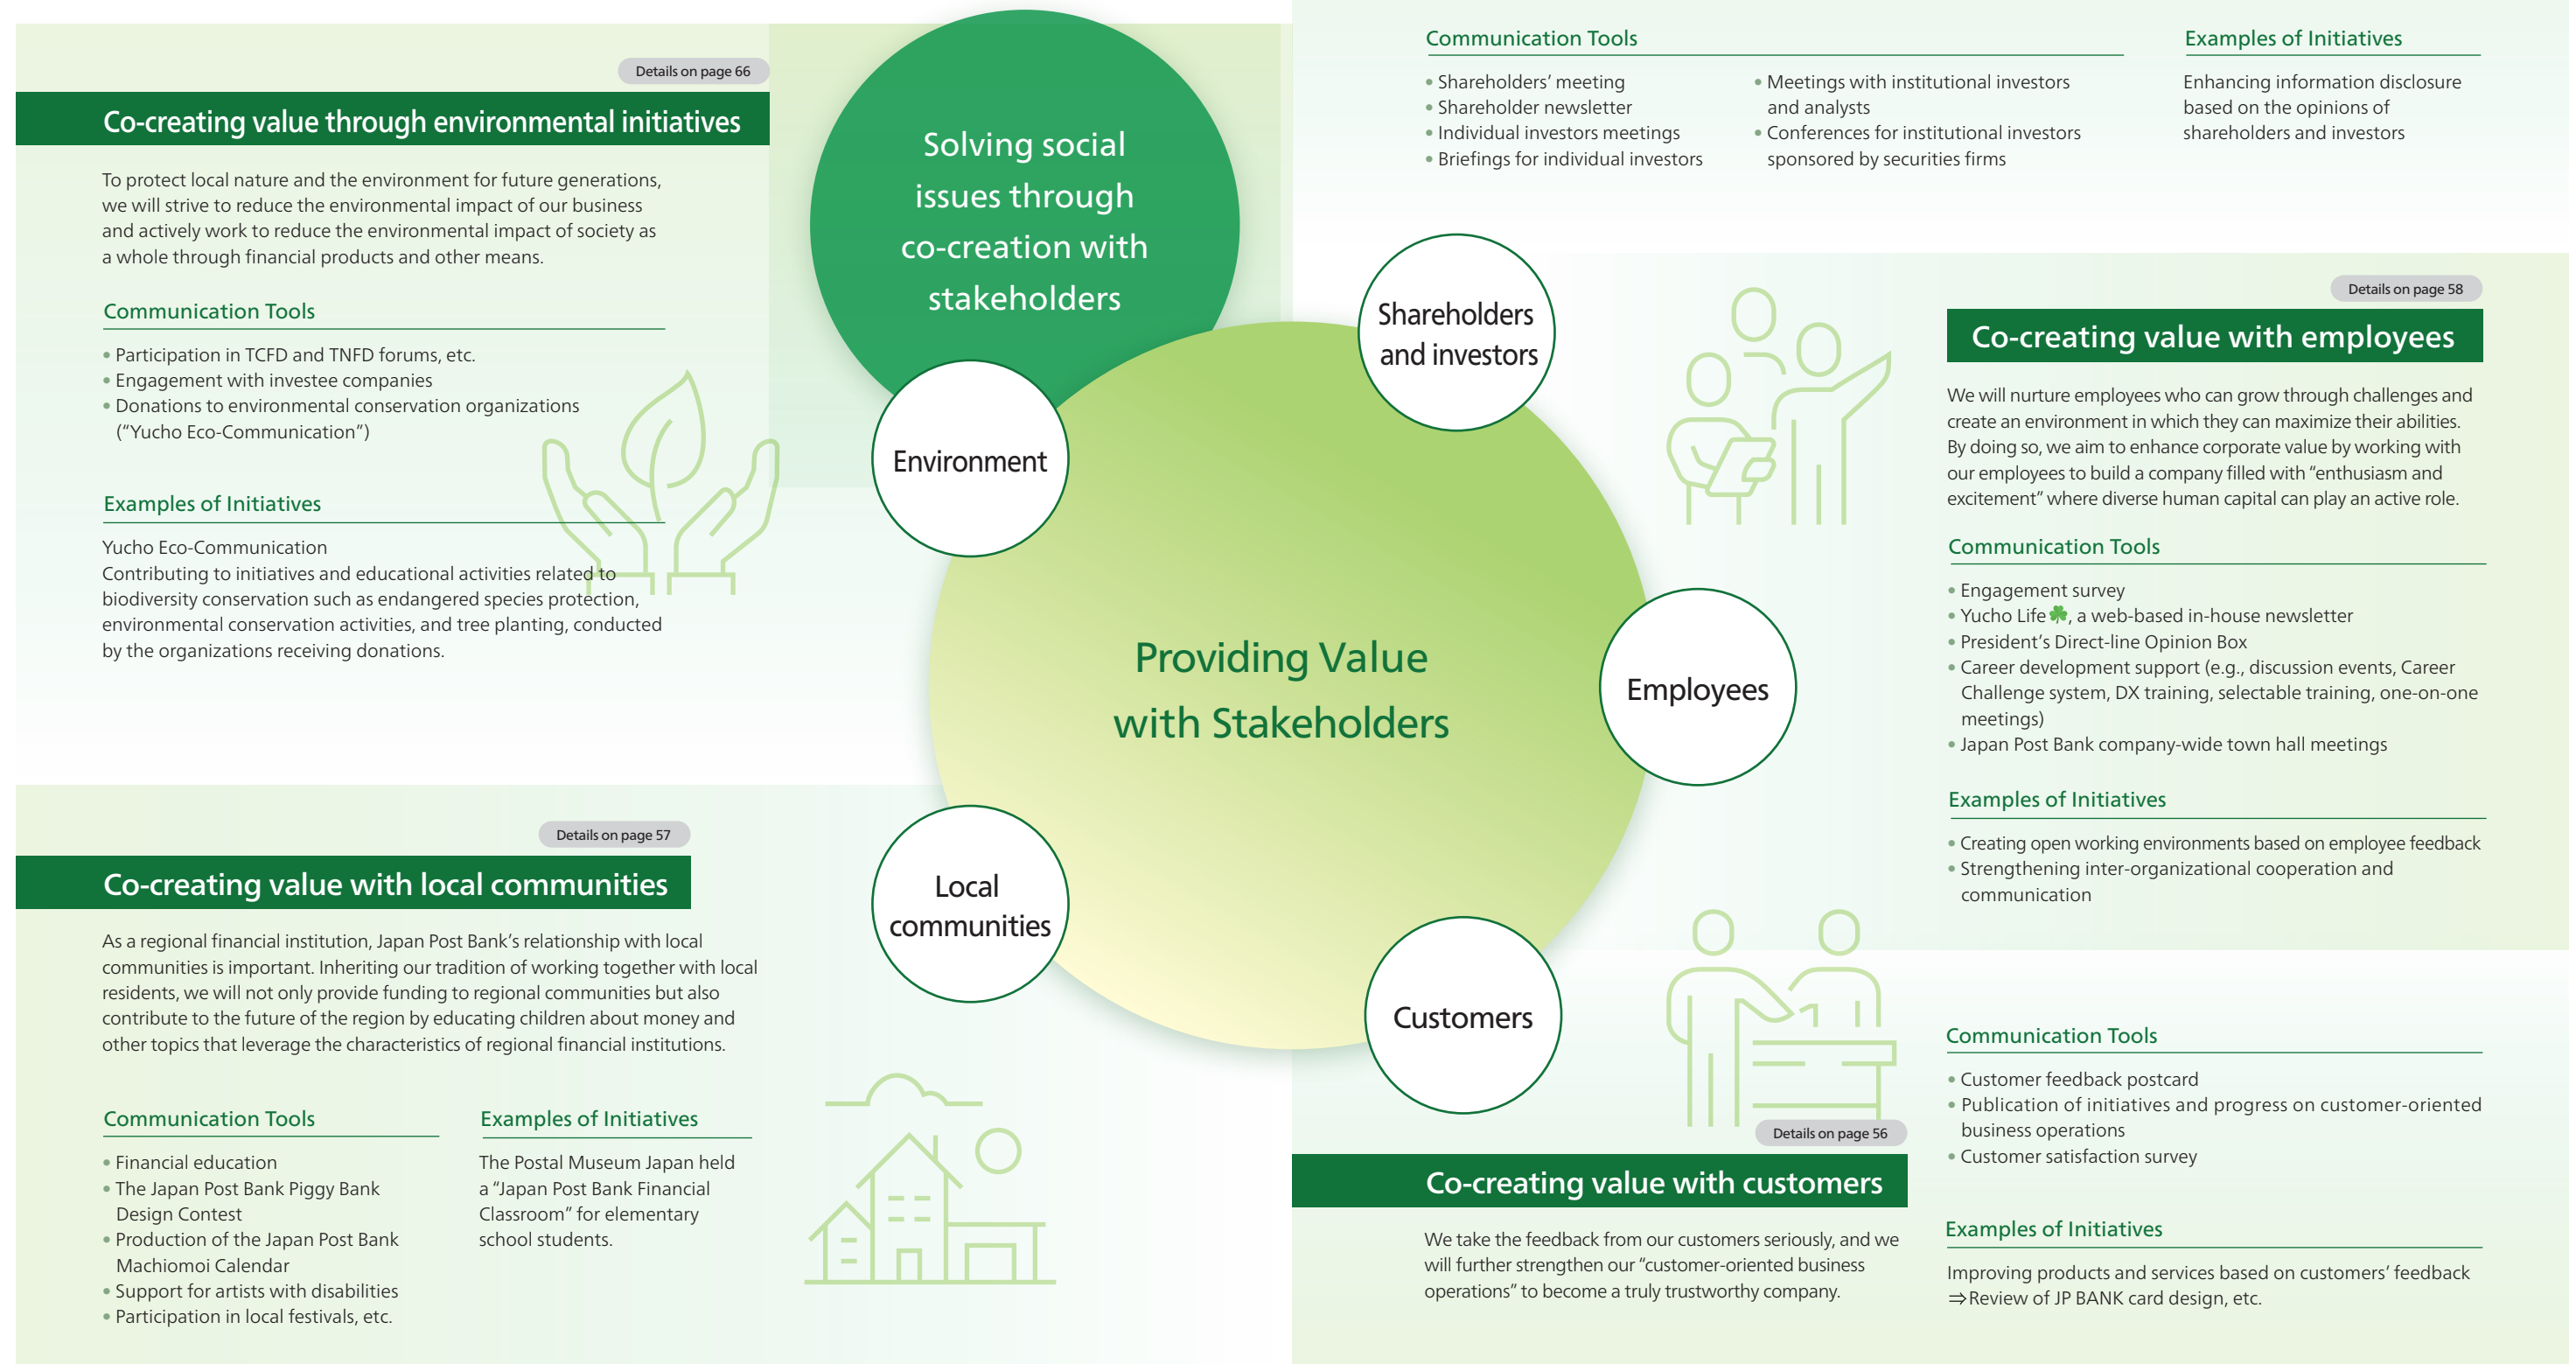 Details on page 66
Co-creating value through environmental initiatives
To protect local nature and the environment for future generations,
we will strive to reduce the environmental impact of our business
and actively work to reduce the environmental impact of society as
a whole through financial products and other means.
Communication Tools
• Participation in TCFD and TNFD forums, etc.
• Engagement with investee companies
• Donations to environmental conservation organizations
(“Yucho Eco-Communication”)
Examples of Initiatives
Yucho Eco-Communication
Contributing to initiatives and educational activities related to
biodiversity conservation such as endangered species protection,
environmental conservation activities, and tree planting, conducted
by the organizations receiving donations.
Details on page 57
Co-creating value with local communities
As a regional financial institution, Japan Post Bank’s relationship with local
communities is important. Inheriting our tradition of working together with local
residents, we will not only provide funding to regional communities but also
contribute to the future of the region by educating children about money and
other topics that leverage the characteristics of regional financial institutions.
Communication Tools
• Financial education
• The Japan Post Bank Piggy Bank
Design Contest
• Production of the Japan Post Bank
Machiomoi Calendar
• Support for artists with disabilities
• Participation in local festivals, etc.
Examples of Initiatives
The Postal Museum Japan held
a “Japan Post Bank Financial
Classroom” for elementary
school students.
Solving social
issues through
co-creation with
stakeholders
Environment
Shareholders
and investors
Providing Value
with Stakeholders
Employees
Local
communities
Customers
Communication Tools
• Shareholders’ meeting
• Shareholder newsletter
• Individual investors meetings
• Briefings for individual investors
• Meetings with institutional investors
and analysts
• Conferences for institutional investors
sponsored by securities firms
Examples of Initiatives
Enhancing information disclosure
based on the opinions of
shareholders and investors
Details on page 58
Co-creating value with employees
We will nurture employees who can grow through challenges and
create an environment in which they can maximize their abilities.
By doing so, we aim to enhance corporate value by working with
our employees to build a company filled with “enthusiasm and
excitement” where diverse human capital can play an active role.
Communication Tools
• Engagement survey
• Yucho Life☘, a web-based in-house newsletter
• President’s Direct-line Opinion Box
• Career development support (e.g., discussion events, Career
Challenge system, DX training, selectable training, one-on-one
meetings)
• Japan Post Bank company-wide town hall meetings
Examples of Initiatives
• Creating open working environments based on employee feedback
• Strengthening inter-organizational cooperation and
communication
Details on page 56
Co-creating value with customers
We take the feedback from our customers seriously, and we
will further strengthen our “customer-oriented business
operations” to become a truly trustworthy company.
Communication Tools
• Customer feedback postcard
• Publication of initiatives and progress on customer-oriented
business operations
• Customer satisfaction survey
Examples of Initiatives
Improving products and services based on customers’ feedback
⇒Review of JP BANK card design, etc.